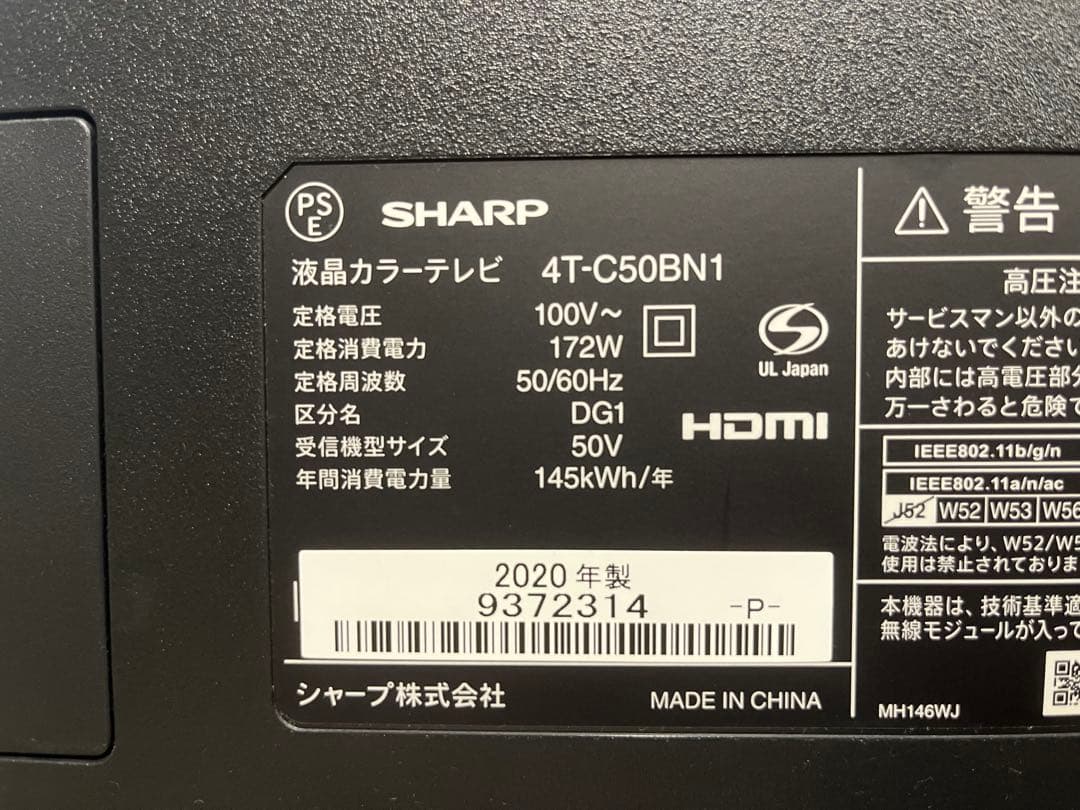 PS
E
SHARP
液晶カラーテレビ 4T-C50BN1
定格電圧 100V～
定格消費電力 172W
定格周波数 50/60Hz
区分名 DG1
受信機型サイズ 50V
年間消費電力量 145kWh/年
UL Japan
HDMI
2020 年製
9372314 -P-
シャープ株式会社 MADE IN CHINA
警告
高圧注
サービスマン以外の
あけないでください
内部には高電圧部分
万一さわると危険で
IEEE802.11b/g/n
IEEE802.11a/n/ac
J52 W52 W53 W56
電波法により、W52/W5
使用は禁止されておりま
本機器は、技術基準適
無線モジュールが入って
MH146WJ